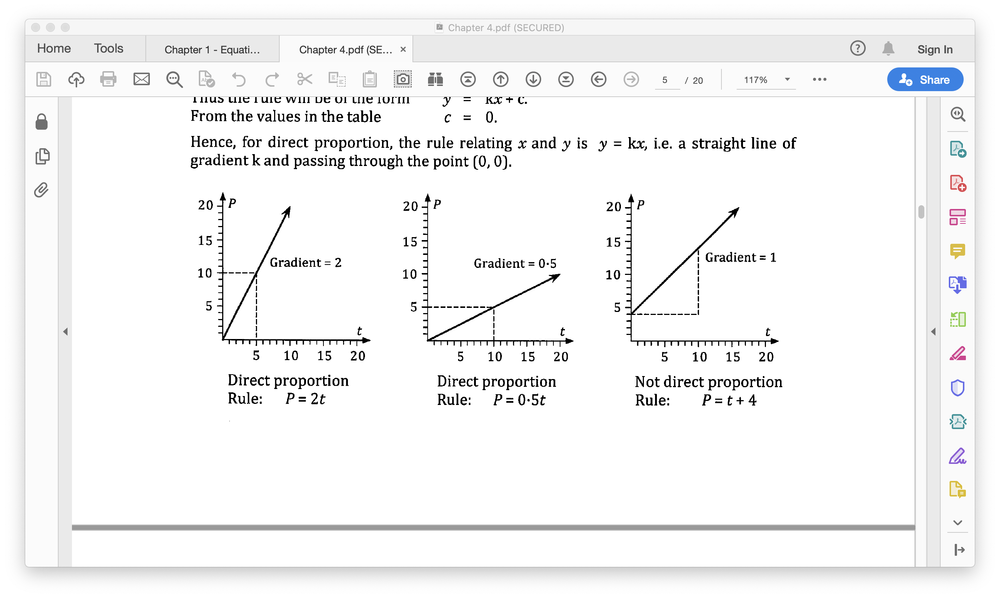 Chapter 4.pdf (SECURED)
Home Tools Chapter 1 - Equati... Chapter 4.pdf (SE... × ? Sign In
5 / 20 117% Share
Thus the rule will be of the form y = kx + c.
From the values in the table c = 0.
Hence, for direct proportion, the rule relating x and y is y = kx, i.e. a straight line of
gradient k and passing through the point (0, 0).
20 P
15
Gradient = 2
10
5
t
5 10 15 20
Direct proportion
Rule: P = 2t
20 P
15
Gradient = 0·5
10
5
t
5 10 15 20
Direct proportion
Rule: P = 0·5t
20 P
15
Gradient = 1
10
5
t
5 10 15 20
Not direct proportion
Rule: P = t + 4